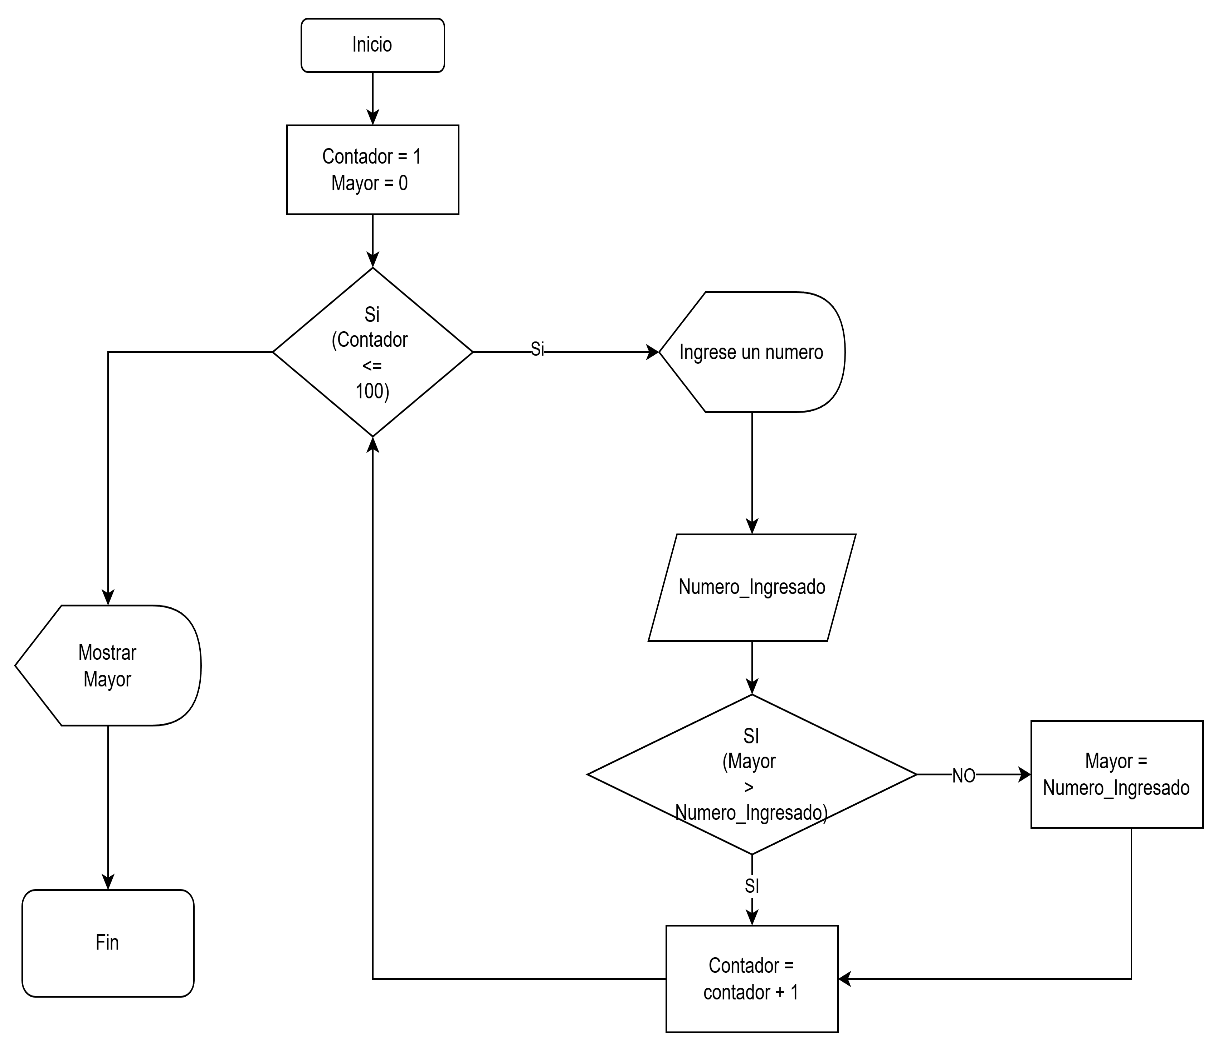 Inicio
Contador = 1
Mayor = 0
Si
(Contador
<=
100)
Si
Ingrese un numero
Numero_Ingresado
SI
(Mayor
>
Numero_Ingresado)
NO
Mayor =
Numero_Ingresado
SI
Contador =
contador + 1
Mostrar
Mayor
Fin